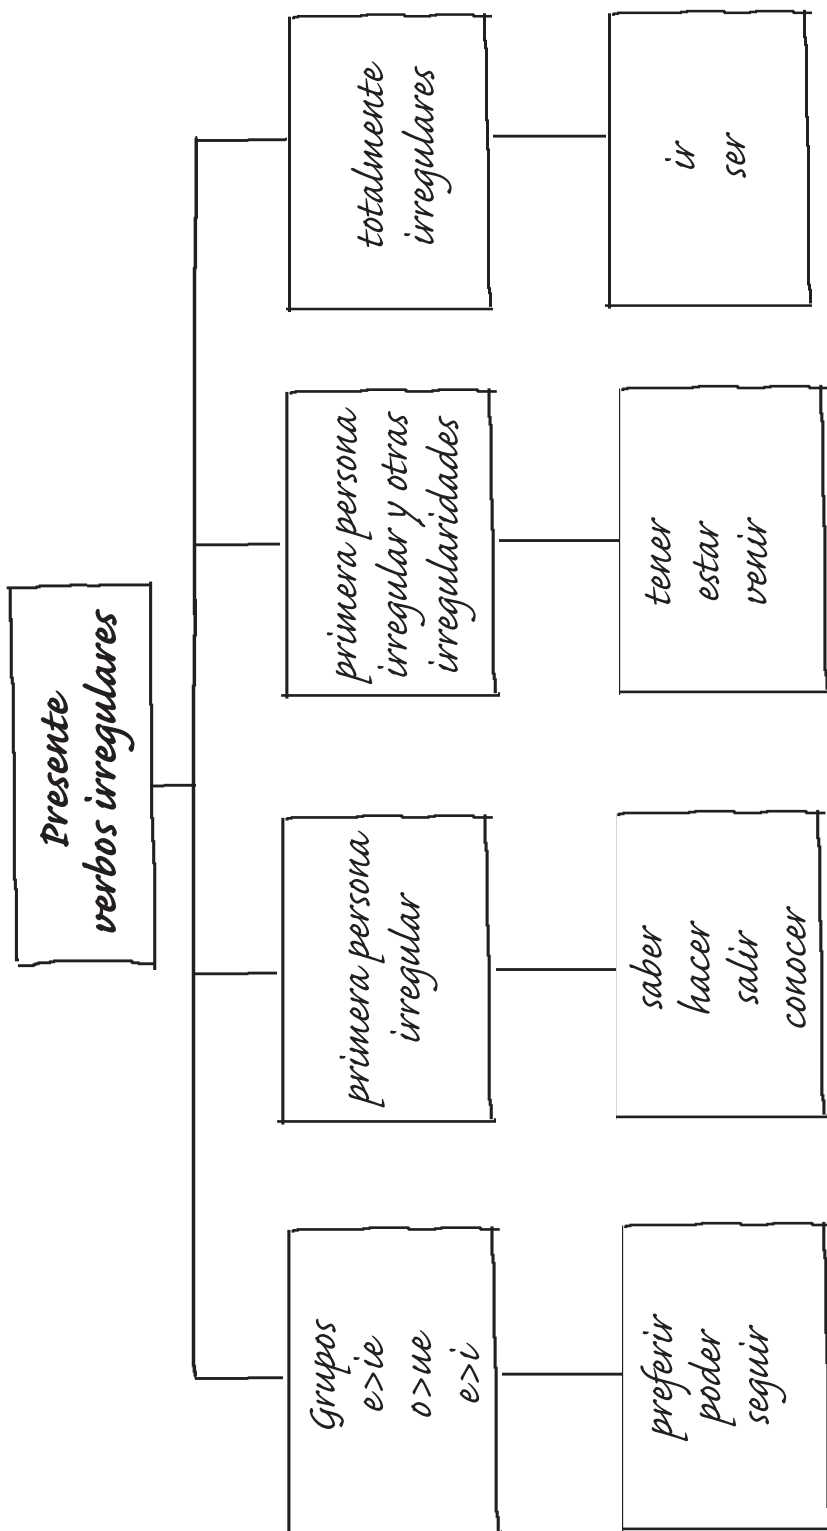 Presente
verbos irregulares
Grupos
e>ie
o>ue
e>i
preferir
poder
seguir
primera persona
irregular
saber
hacer
salir
conocer
primera persona
irregular y otras
irregularidades
tener
estar
venir
totalmente
irregulares
ir
ser